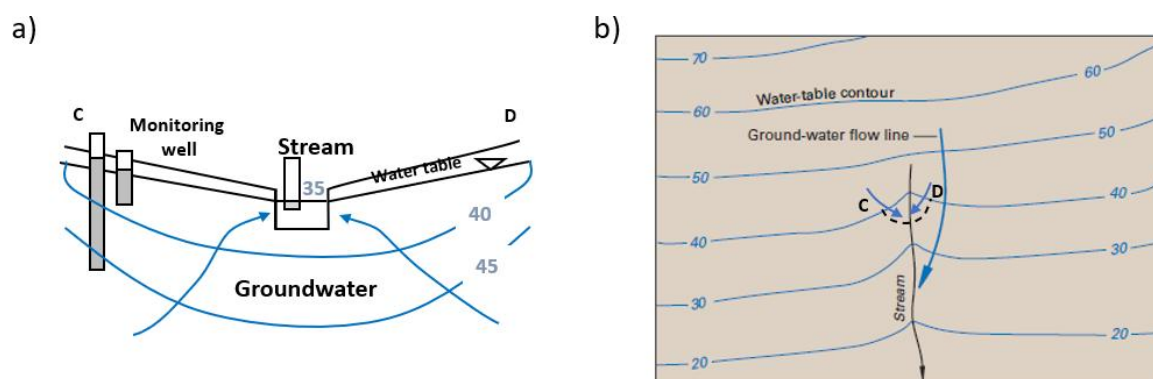 a)
C
Monitoring
well
Stream
35
Water table
D
40
45
Groundwater
b)
70
60
Water-table contour
60
Ground-water flow line
50
50
C
D
40
40
30
30
Stream
20
20